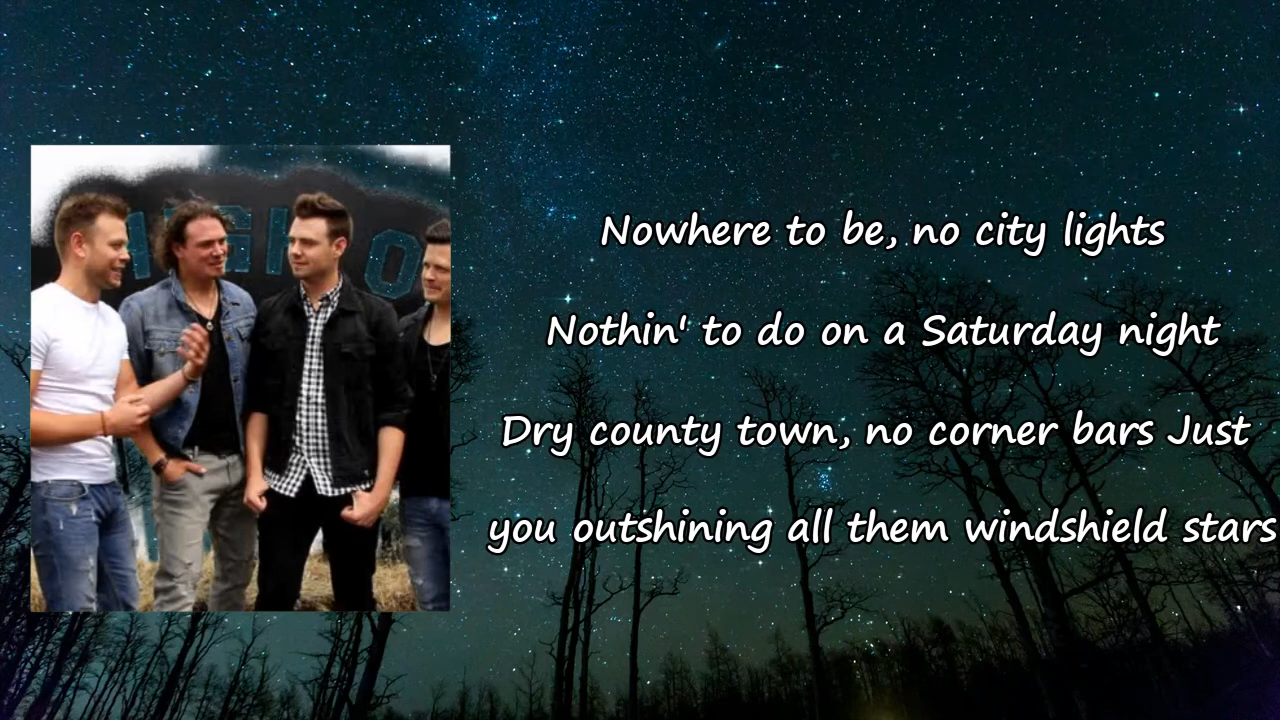 Nowhere to be, no city lights
Nothin' to do on a Saturday night
Dry county town, no corner bars Just
you outshining all them windshield stars